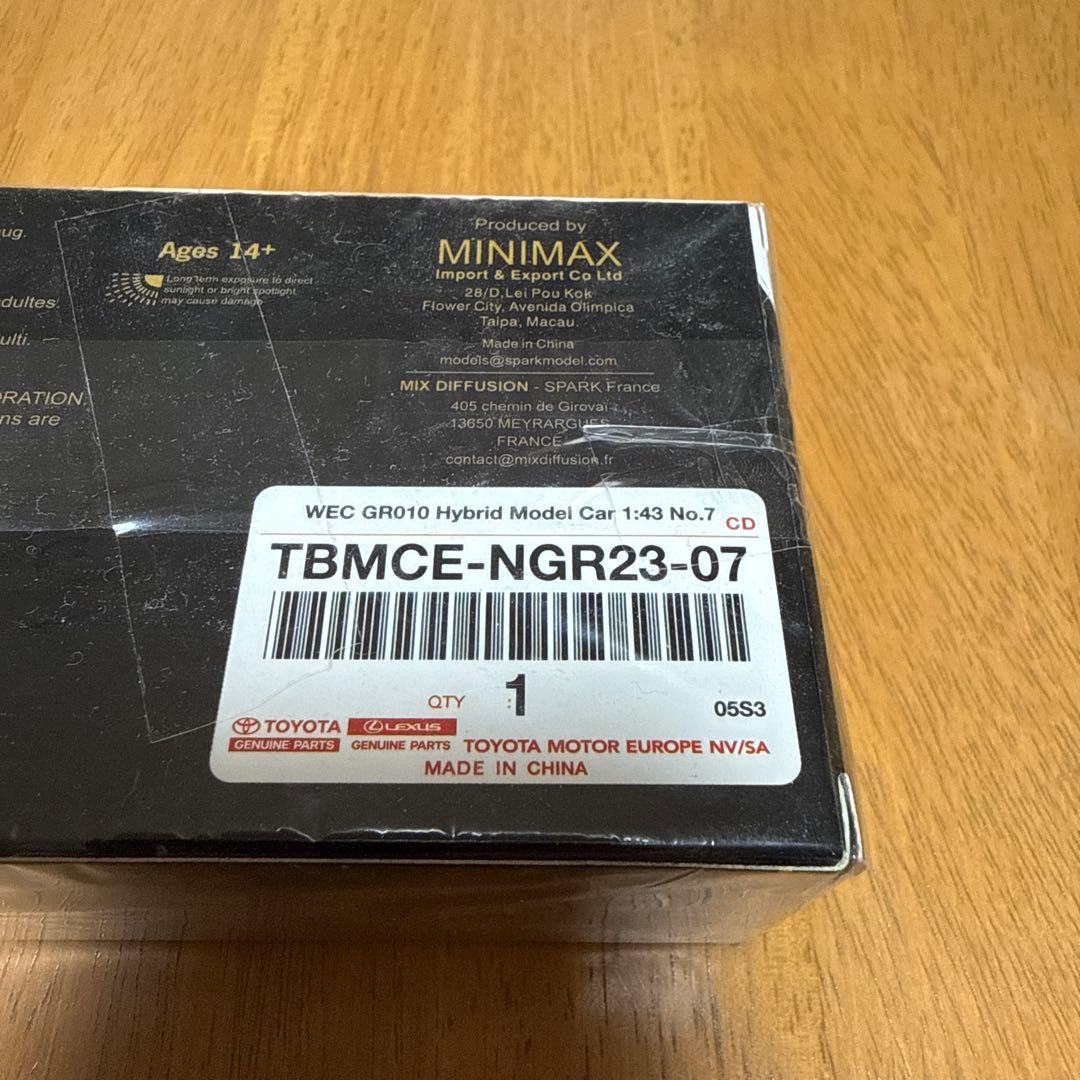 ug.
adultes.
ulti.
ORATION.
ns are
Ages 14+
Long term exposure to direct
sunlight or bright spotlight
may cause damage
Produced by
MINIMAX
Import & Export Co Ltd
28/D,Lei Pou Kok
Flower City, Avenida Olimpica
Taipa, Macau.
Made in China
models@sparkmodel.com
MIX DIFFUSION - SPARK France
405 chemin de Girovaï
13650 MEYRARGUES
FRANCE
contact@mixdiffusion.fr
WEC GR010 Hybrid Model Car 1:43 No.7
CD
TBMCE-NGR23-07
QTY 1
05S3
TOYOTA LEXUS
GENUINE PARTS GENUINE PARTS TOYOTA MOTOR EUROPE NV/SA
MADE IN CHINA